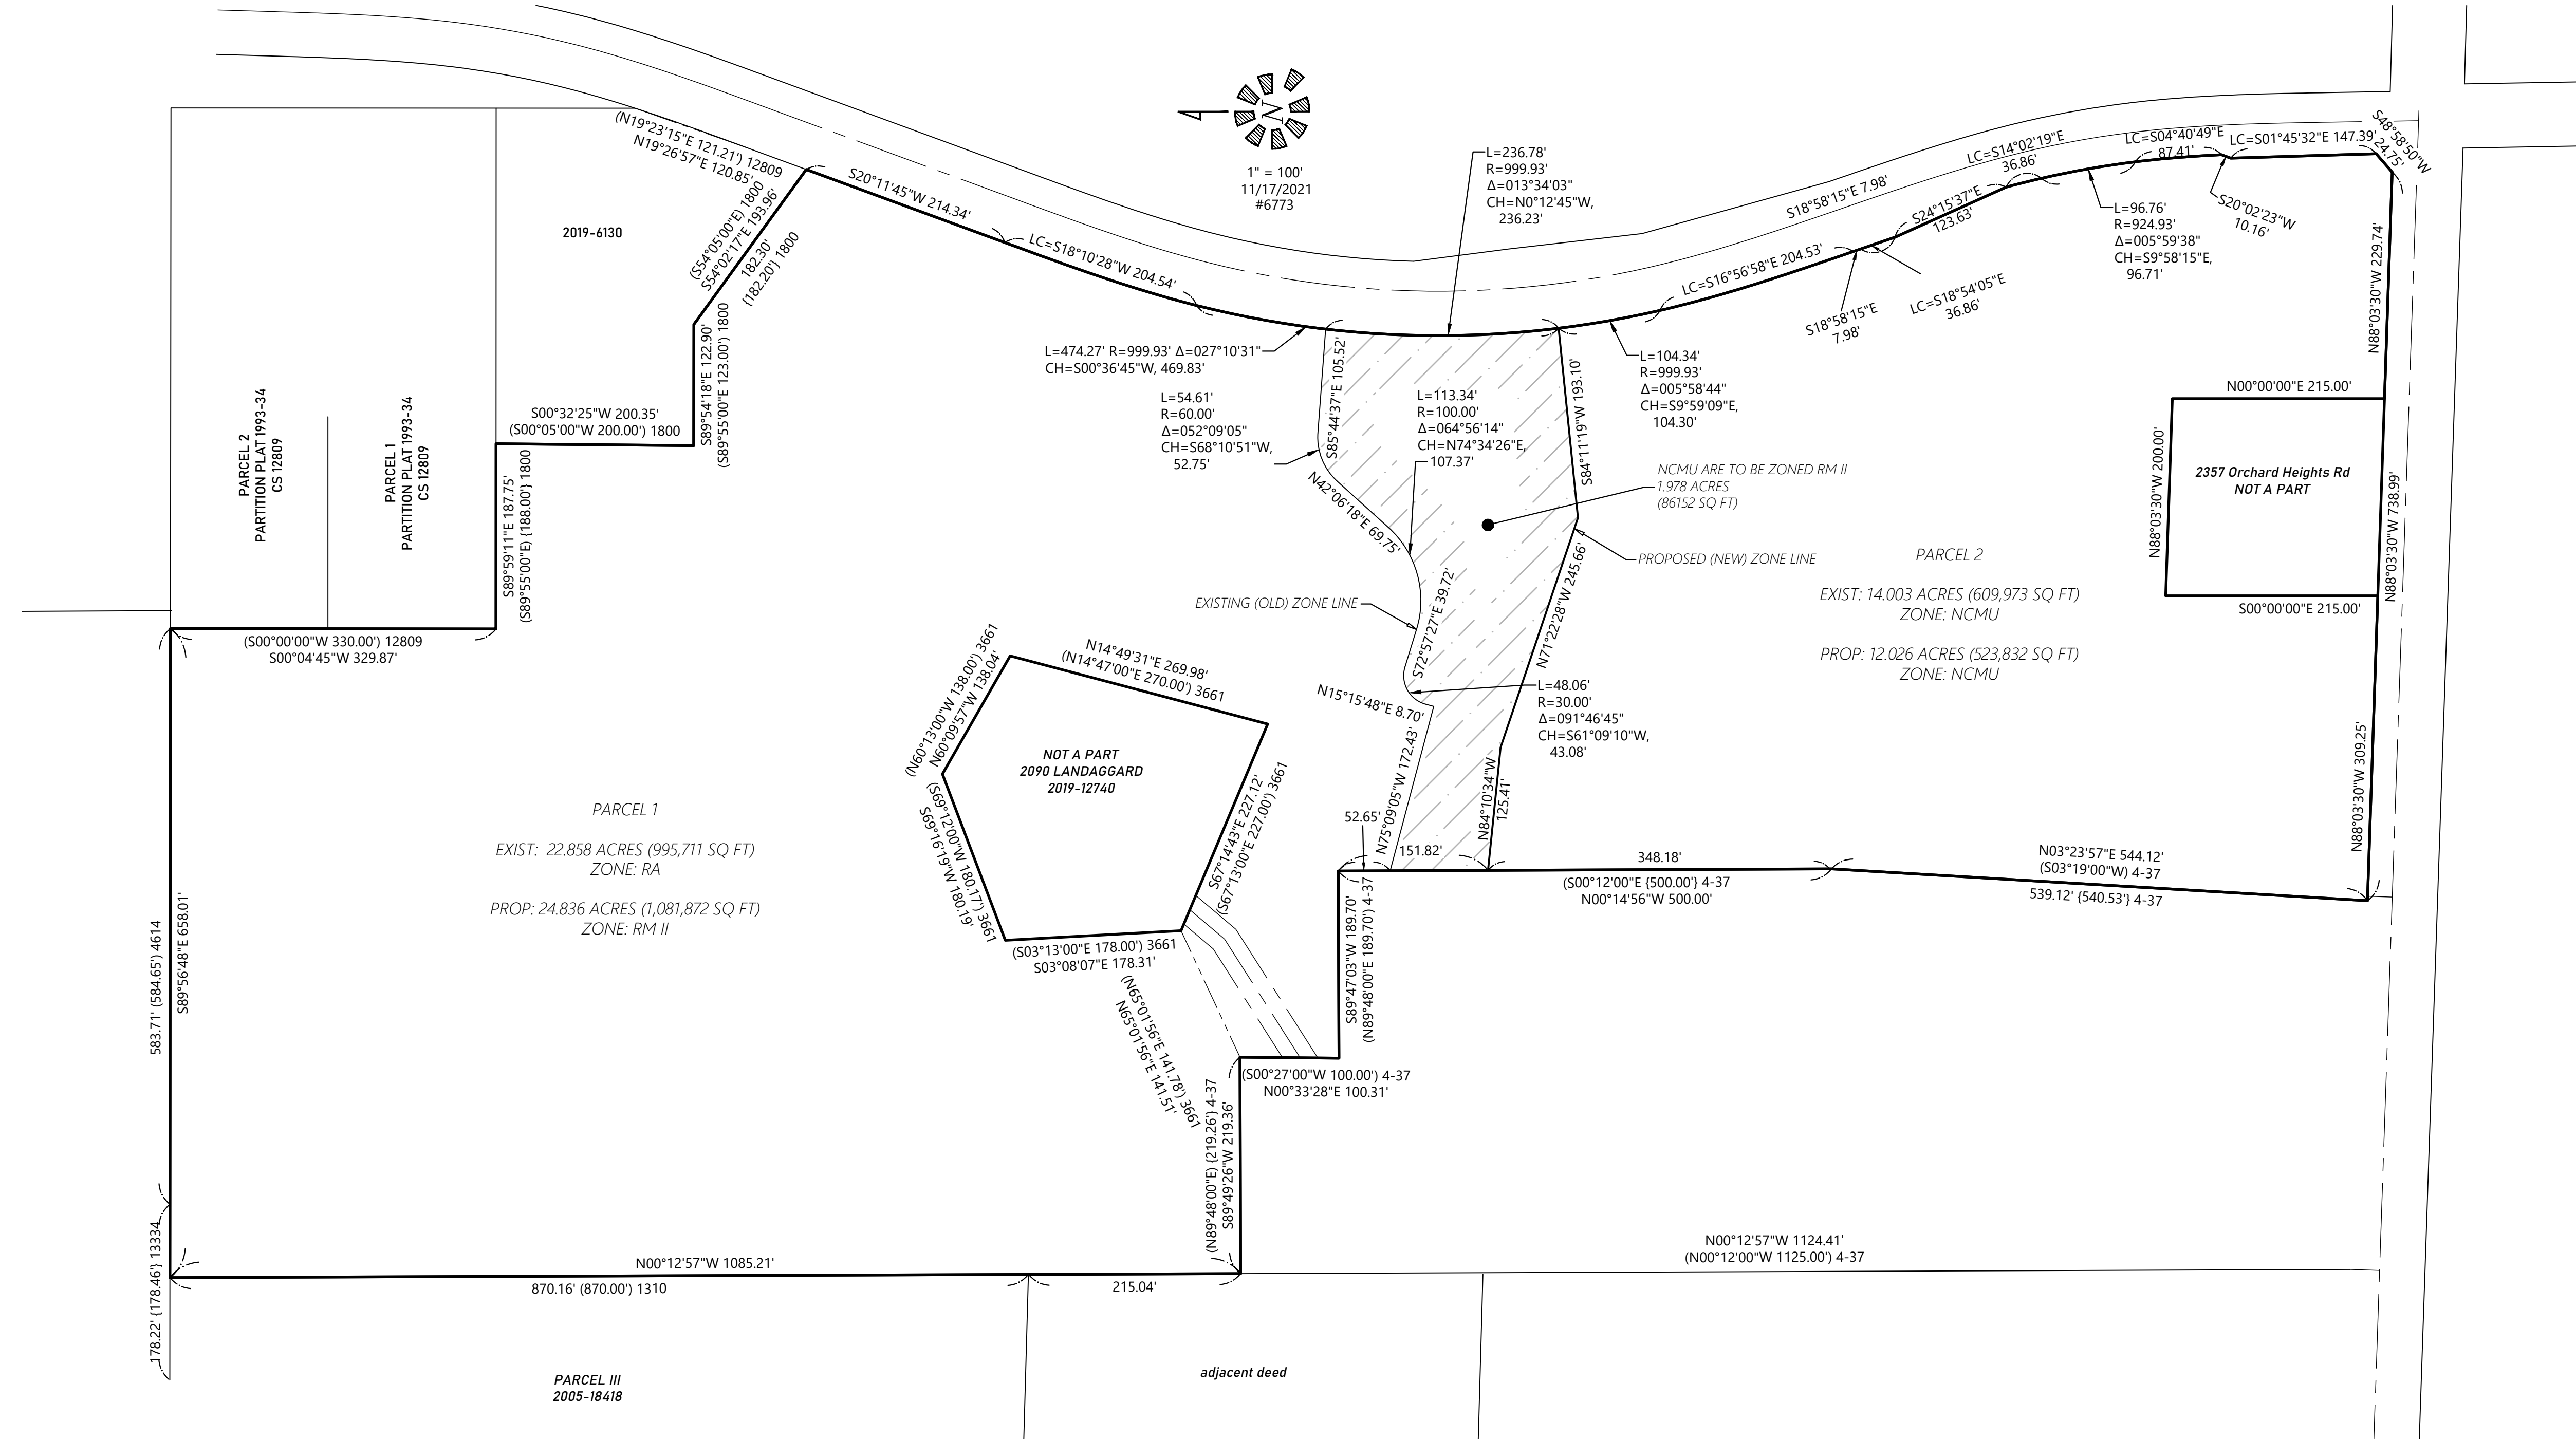 (N19°23'15"E 121.21') 12809
N19°26'57"E 120.85'
(S54°05'00"E) 1800
S54°02'17"E 193.96'
182.30'
(182.20') 1800
2019-6130
S20°11'45"W 214.34'
LC=S18°10'28"W 204.54'
N
1" = 100'
11/17/2021
#6773
L=236.78'
R=999.93'
Δ=013°34'03"
CH=N0°12'45"W,
236.23'
S18°58'15"E 7.98'
LC=S14°02'19"E
36.86'
LC=S04°40'49"E
87.41'
LC=S01°45'32"E 147.39'
S48°58'50"W
24.75'
S24°15'37"E
123.63'
LC=S16°56'58"E 204.53'
S18°58'15"E
7.98'
LC=S18°54'05"E
36.86'
L=96.76'
R=924.93'
Δ=005°59'38"
CH=S9°58'15"E,
96.71'
S20°02'23"W
10.16'
N88°03'30"W 229.74'
PARCEL 2
PARTITION PLAT 1993-34
CS 12809
PARCEL 1
PARTITION PLAT 1993-34
CS 12809
S00°32'25"W 200.35'
(S00°05'00"W 200.00') 1800
S89°54'18"E 122.90'
(S89°55'00"E 123.00') 1800
S89°59'11"E 187.75'
(S89°55'00"E) {188.00'} 1800
(S00°00'00"W 330.00') 12809
S00°04'45"W 329.87'
L=474.27' R=999.93' Δ=027°10'31"
CH=S00°36'45"W, 469.83'
L=54.61'
R=60.00'
Δ=052°09'05"
CH=S68°10'51"W,
52.75'
S85°44'37"E 105.52'
L=113.34'
R=100.00'
Δ=064°56'14"
CH=N74°34'26"E,
107.37'
S84°11'19"W 193.10'
L=104.34'
R=999.93'
Δ=005°58'44"
CH=S9°59'09"E,
104.30'
N42°06'18"E 69.75'
NCMU ARE TO BE ZONED RM II
1.978 ACRES
(86152 SQ FT)
PROPOSED (NEW) ZONE LINE
EXISTING (OLD) ZONE LINE
S72°57'27"E 39.72'
N71°22'28"W 245.66'
N15°15'48"E 8.70'
L=48.06'
R=30.00'
Δ=091°46'45"
CH=S61°09'10"W,
43.08'
N75°09'05"W 172.43'
N84°10'34"W
125.41'
52.65'
151.82'
348.18'
(S00°12'00"E {500.00'} 4-37
N00°14'56"W 500.00'
N03°23'57"E 544.12'
(S03°19'00"W) 4-37
539.12' {540.53'} 4-37
N00°00'00"E 215.00'
N88°03'30"W 200.00'
2357 Orchard Heights Rd
NOT A PART
S00°00'00"E 215.00'
N88°03'30"W 738.99'
N88°03'30"W 309.25'
PARCEL 2
EXIST: 14.003 ACRES (609,973 SQ FT)
ZONE: NCMU
PROP: 12.026 ACRES (523,832 SQ FT)
ZONE: NCMU
(N60°13'00"W 138.00') 3661
N60°09'57"W 138.04'
N14°49'31"E 269.98'
(N14°47'00"E 270.00') 3661
NOT A PART
2090 LANDAGGARD
2019-12740
(S69°12'00"W 180.17') 3661
S69°16'19"W 180.19'
S67°14'43"E 227.12'
(S67°13'00"E 227.00') 3661
(S03°13'00"E 178.00') 3661
S03°08'07"E 178.31'
(N65°01'56"E 141.78') 3661
N65°01'56"E 141.51'
PARCEL 1
EXIST: 22.858 ACRES (995,711 SQ FT)
ZONE: RA
PROP: 24.836 ACRES (1,081,872 SQ FT)
ZONE: RM II
583.71' (584.65') 4614
S89°56'48"E 658.01'
178.22' {178.46'} 13334
S89°47'03"W 189.70'
(N89°48'00"E 189.70') 4-37
(S00°27'00"W 100.00') 4-37
N00°33'28"E 100.31'
(N89°48'00"E) {219.26'} 4-37
S89°49'26"W 219.36'
N00°12'57"W 1085.21'
870.16' (870.00') 1310
215.04'
N00°12'57"W 1124.41'
(N00°12'00"W 1125.00') 4-37
PARCEL III
2005-18418
adjacent deed